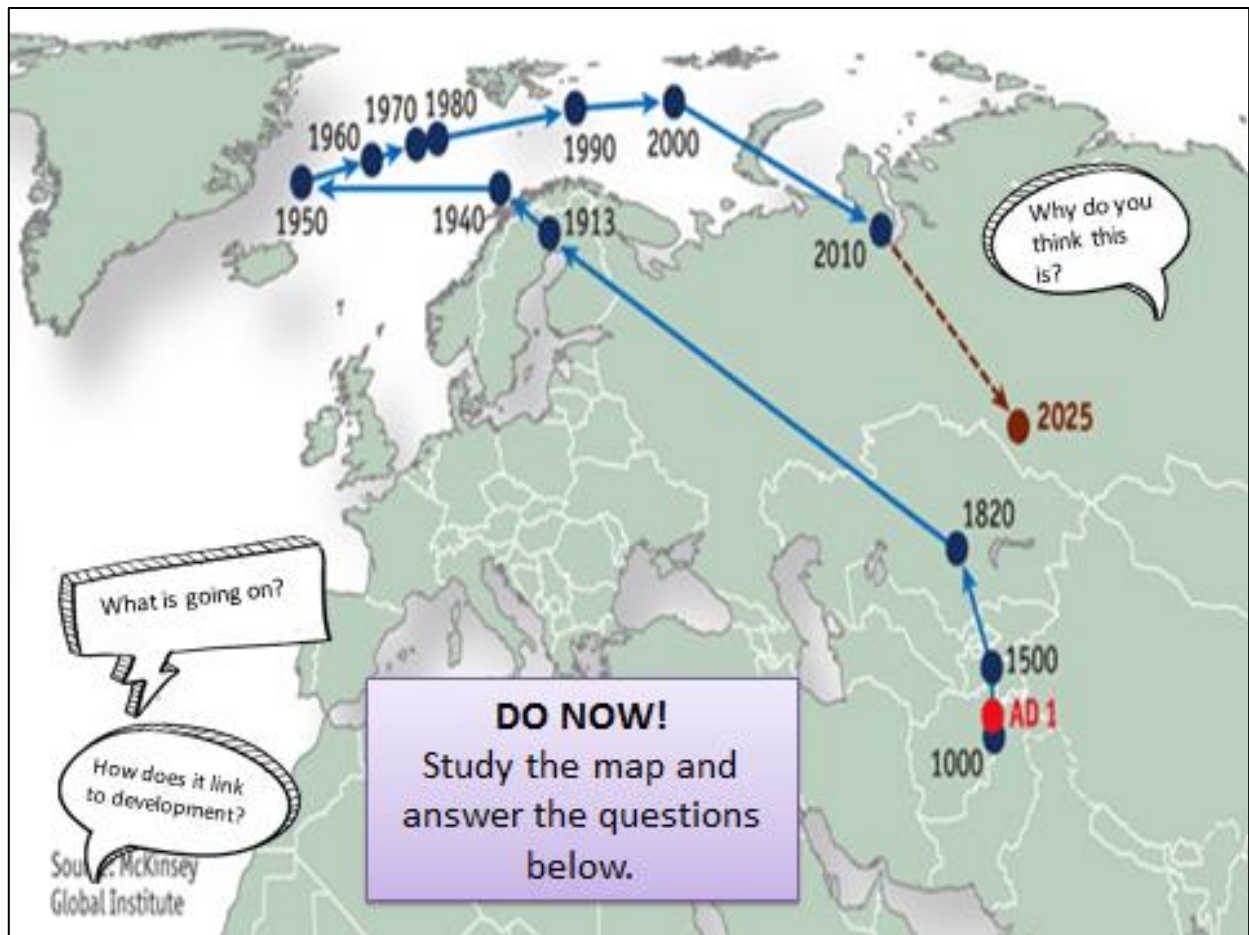 1970
1980
1960
1990
2000
1950
1940
1913
2010
Why do you
think this
is?
2025
1820
What is going on?
1500
AD 1
1000
DO NOW!
Study the map and
answer the questions
below.
How does it link
to development?
McKinsey
Global Institute